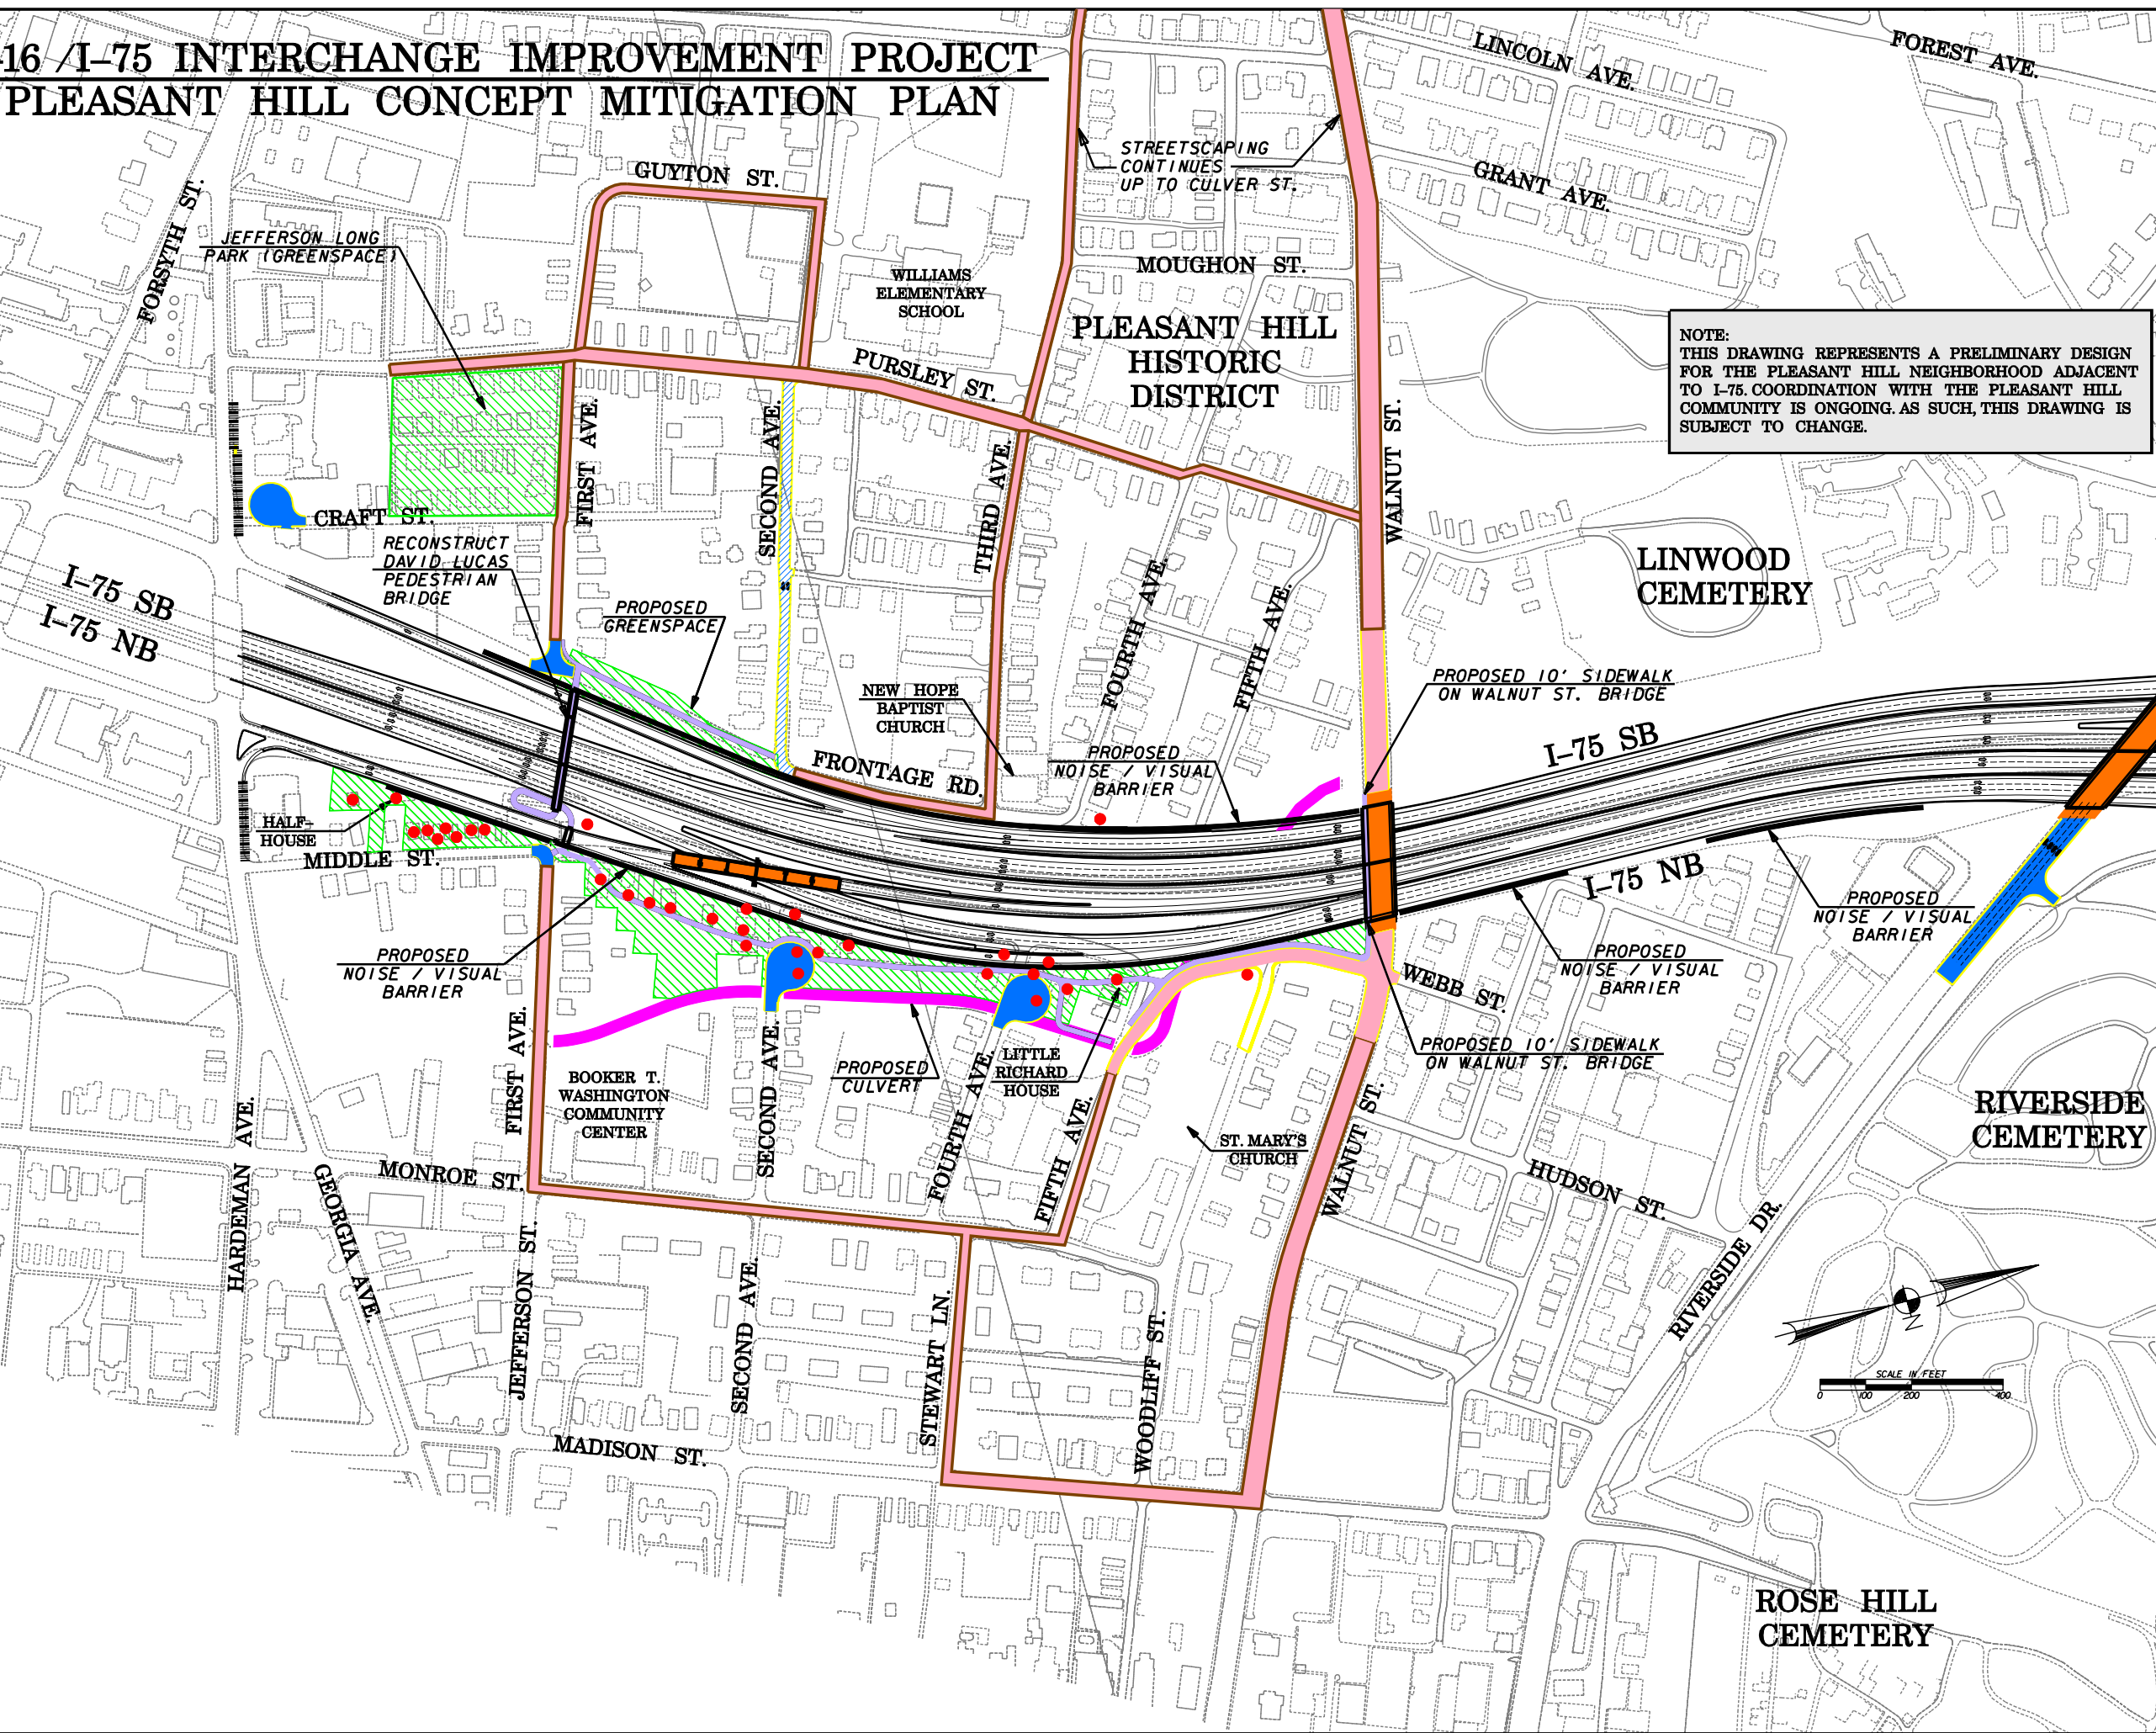 -16 /I-75 INTERCHANGE IMPROVEMENT PROJECT
PLEASANT HILL CONCEPT MITIGATION PLAN
LINCOLN AVE.
FOREST AVE.
GRANT AVE.
STREETSCAPING
CONTINUES
UP TO CULVER ST.
GUYTON ST.
FORSYTH ST.
JEFFERSON LONG
PARK (GREENSPACE)
WILLIAMS
ELEMENTARY
SCHOOL
MOUGHON ST.
PLEASANT HILL
HISTORIC
DISTRICT
NOTE:
THIS DRAWING REPRESENTS A PRELIMINARY DESIGN
FOR THE PLEASANT HILL NEIGHBORHOOD ADJACENT
TO I-75. COORDINATION WITH THE PLEASANT HILL
COMMUNITY IS ONGOING. AS SUCH, THIS DRAWING IS
SUBJECT TO CHANGE.
PURSLEY ST.
FIRST AVE.
SECOND AVE.
THIRD AVE.
WALNUT ST.
CRAFT ST.
RECONSTRUCT
DAVID LUCAS
PEDESTRIAN
BRIDGE
I-75 SB
I-75 NB
PROPOSED
GREENSPACE
FOURTH AVE.
FIFTH AVE.
LINWOOD
CEMETERY
NEW HOPE
BAPTIST
CHURCH
PROPOSED 10' SIDEWALK
ON WALNUT ST. BRIDGE
FRONTAGE RD.
PROPOSED
NOISE / VISUAL
BARRIER
I-75 SB
I-75 NB
HALF-
HOUSE
MIDDLE ST.
PROPOSED
NOISE / VISUAL
BARRIER
PROPOSED
NOISE / VISUAL
BARRIER
PROPOSED
NOISE / VISUAL
BARRIER
WEBB ST.
PROPOSED 10' SIDEWALK
ON WALNUT ST. BRIDGE
FIRST AVE.
BOOKER T.
WASHINGTON
COMMUNITY
CENTER
SECOND AVE.
PROPOSED
CULVERT
FOURTH AVE.
LITTLE
RICHARD
HOUSE
FIFTH AVE.
ST. MARY'S
CHURCH
WALNUT ST.
RIVERSIDE
CEMETERY
HARDEMAN AVE.
GEORGIA AVE.
MONROE ST.
JEFFERSON ST.
SECOND AVE.
STEWART LN.
WOODLIFF ST.
HUDSON ST.
RIVERSIDE DR.
MADISON ST.
N
SCALE IN FEET
0 100 200 400
ROSE HILL
CEMETERY